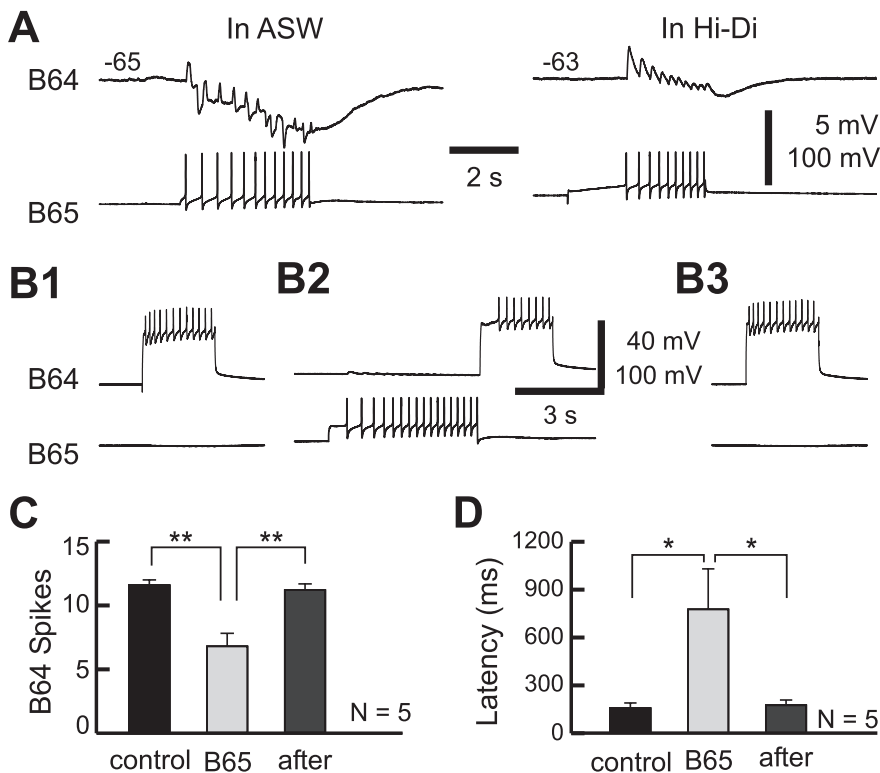 A
In ASW
In Hi-Di
B64
-65
-63
5 mV
100 mV
2 s
B65
B1
B2
B3
B64
40 mV
100 mV
3 s
B65
C
B64 Spikes
15
10
5
0
**
**
N = 5
control
B65
after
D
Latency (ms)
1200
900
600
300
0
*
*
N = 5
control
B65
after